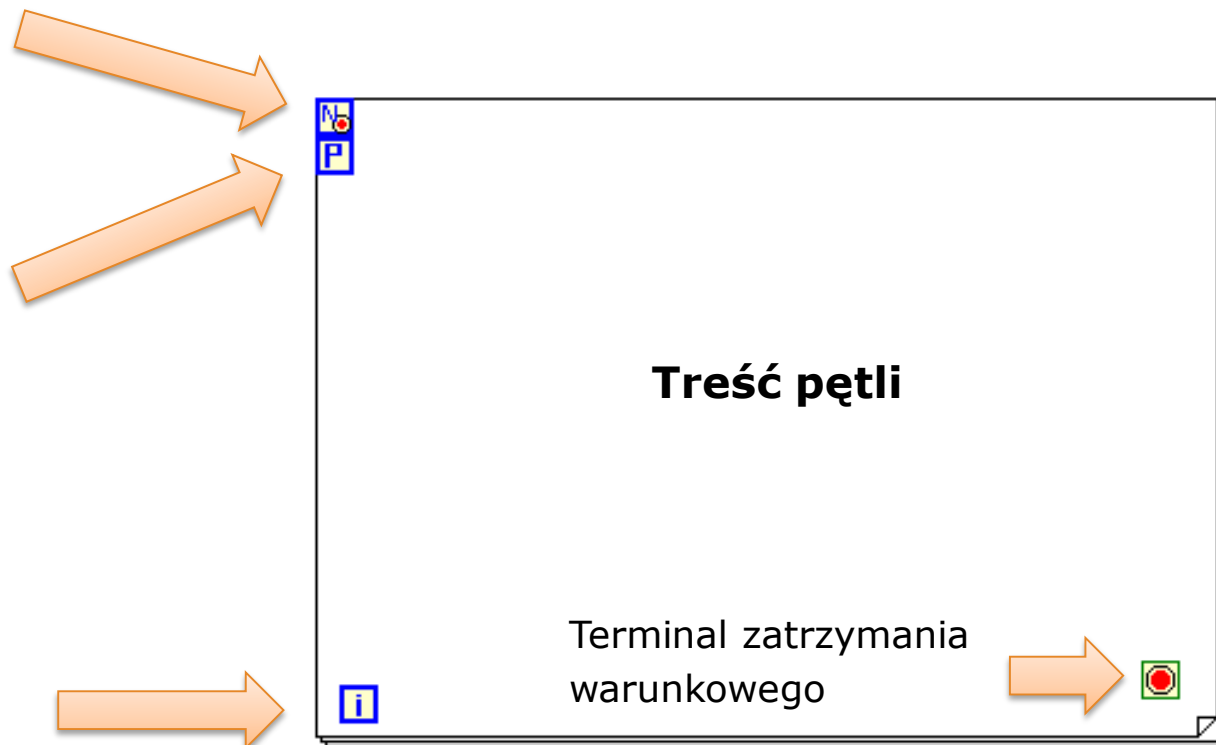 N
P
Treść pętli
Terminal zatrzymania
warunkowego
i